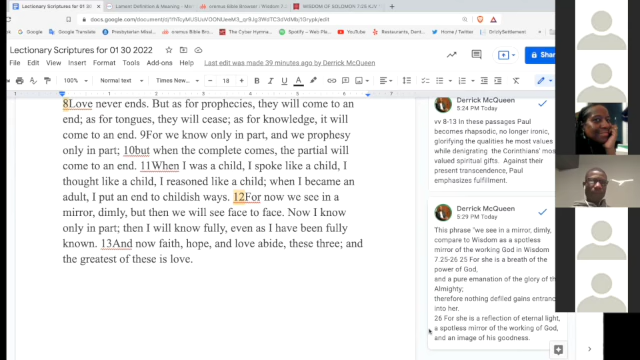 Lectionary Scriptures for 01 30 2022
File Edit View Insert Format Tools Add-ons Help
Last edit was made 39 minutes ago by Derrick McQueen
Share
100%
Normal text
Times New...
18
8Love never ends. But as for prophecies, they will come to an
end; as for tongues, they will cease; as for knowledge, it will
come to an end. 9For we know only in part, and we prophesy
only in part; 10but when the complete comes, the partial will
come to an end. 11When I was a child, I spoke like a child, I
thought like a child, I reasoned like a child; when I became an
adult, I put an end to childish ways. 12For now we see in a
mirror, dimly, but then we will see face to face. Now I know
only in part; then I will know fully, even as I have been fully
known. 13And now faith, hope, and love abide, these three; and
the greatest of these is love.
Derrick McQueen
5:24 PM Today
vv 8-13 In these passages Paul
becomes rhapsodic, no longer ironic,
glorifying the qualities he most values
while denigrating the Corinthians' most
valued spiritual gifts. Against their
present transcendence, Paul
emphasizes fulfillment.
Derrick McQueen
5:29 PM Today
This phrase "we see in a mirror, dimly,
compare to Wisdom as a spotless
mirror of the working God in Wisdom
7.25-26 25 For she is a breath of the
power of God,
and a pure emanation of the glory of the
Almighty;
therefore nothing defiled gains entranc
into her.
26 For she is a reflection of eternal light,
a spotless mirror of the working of God,
and an image of his goodness.